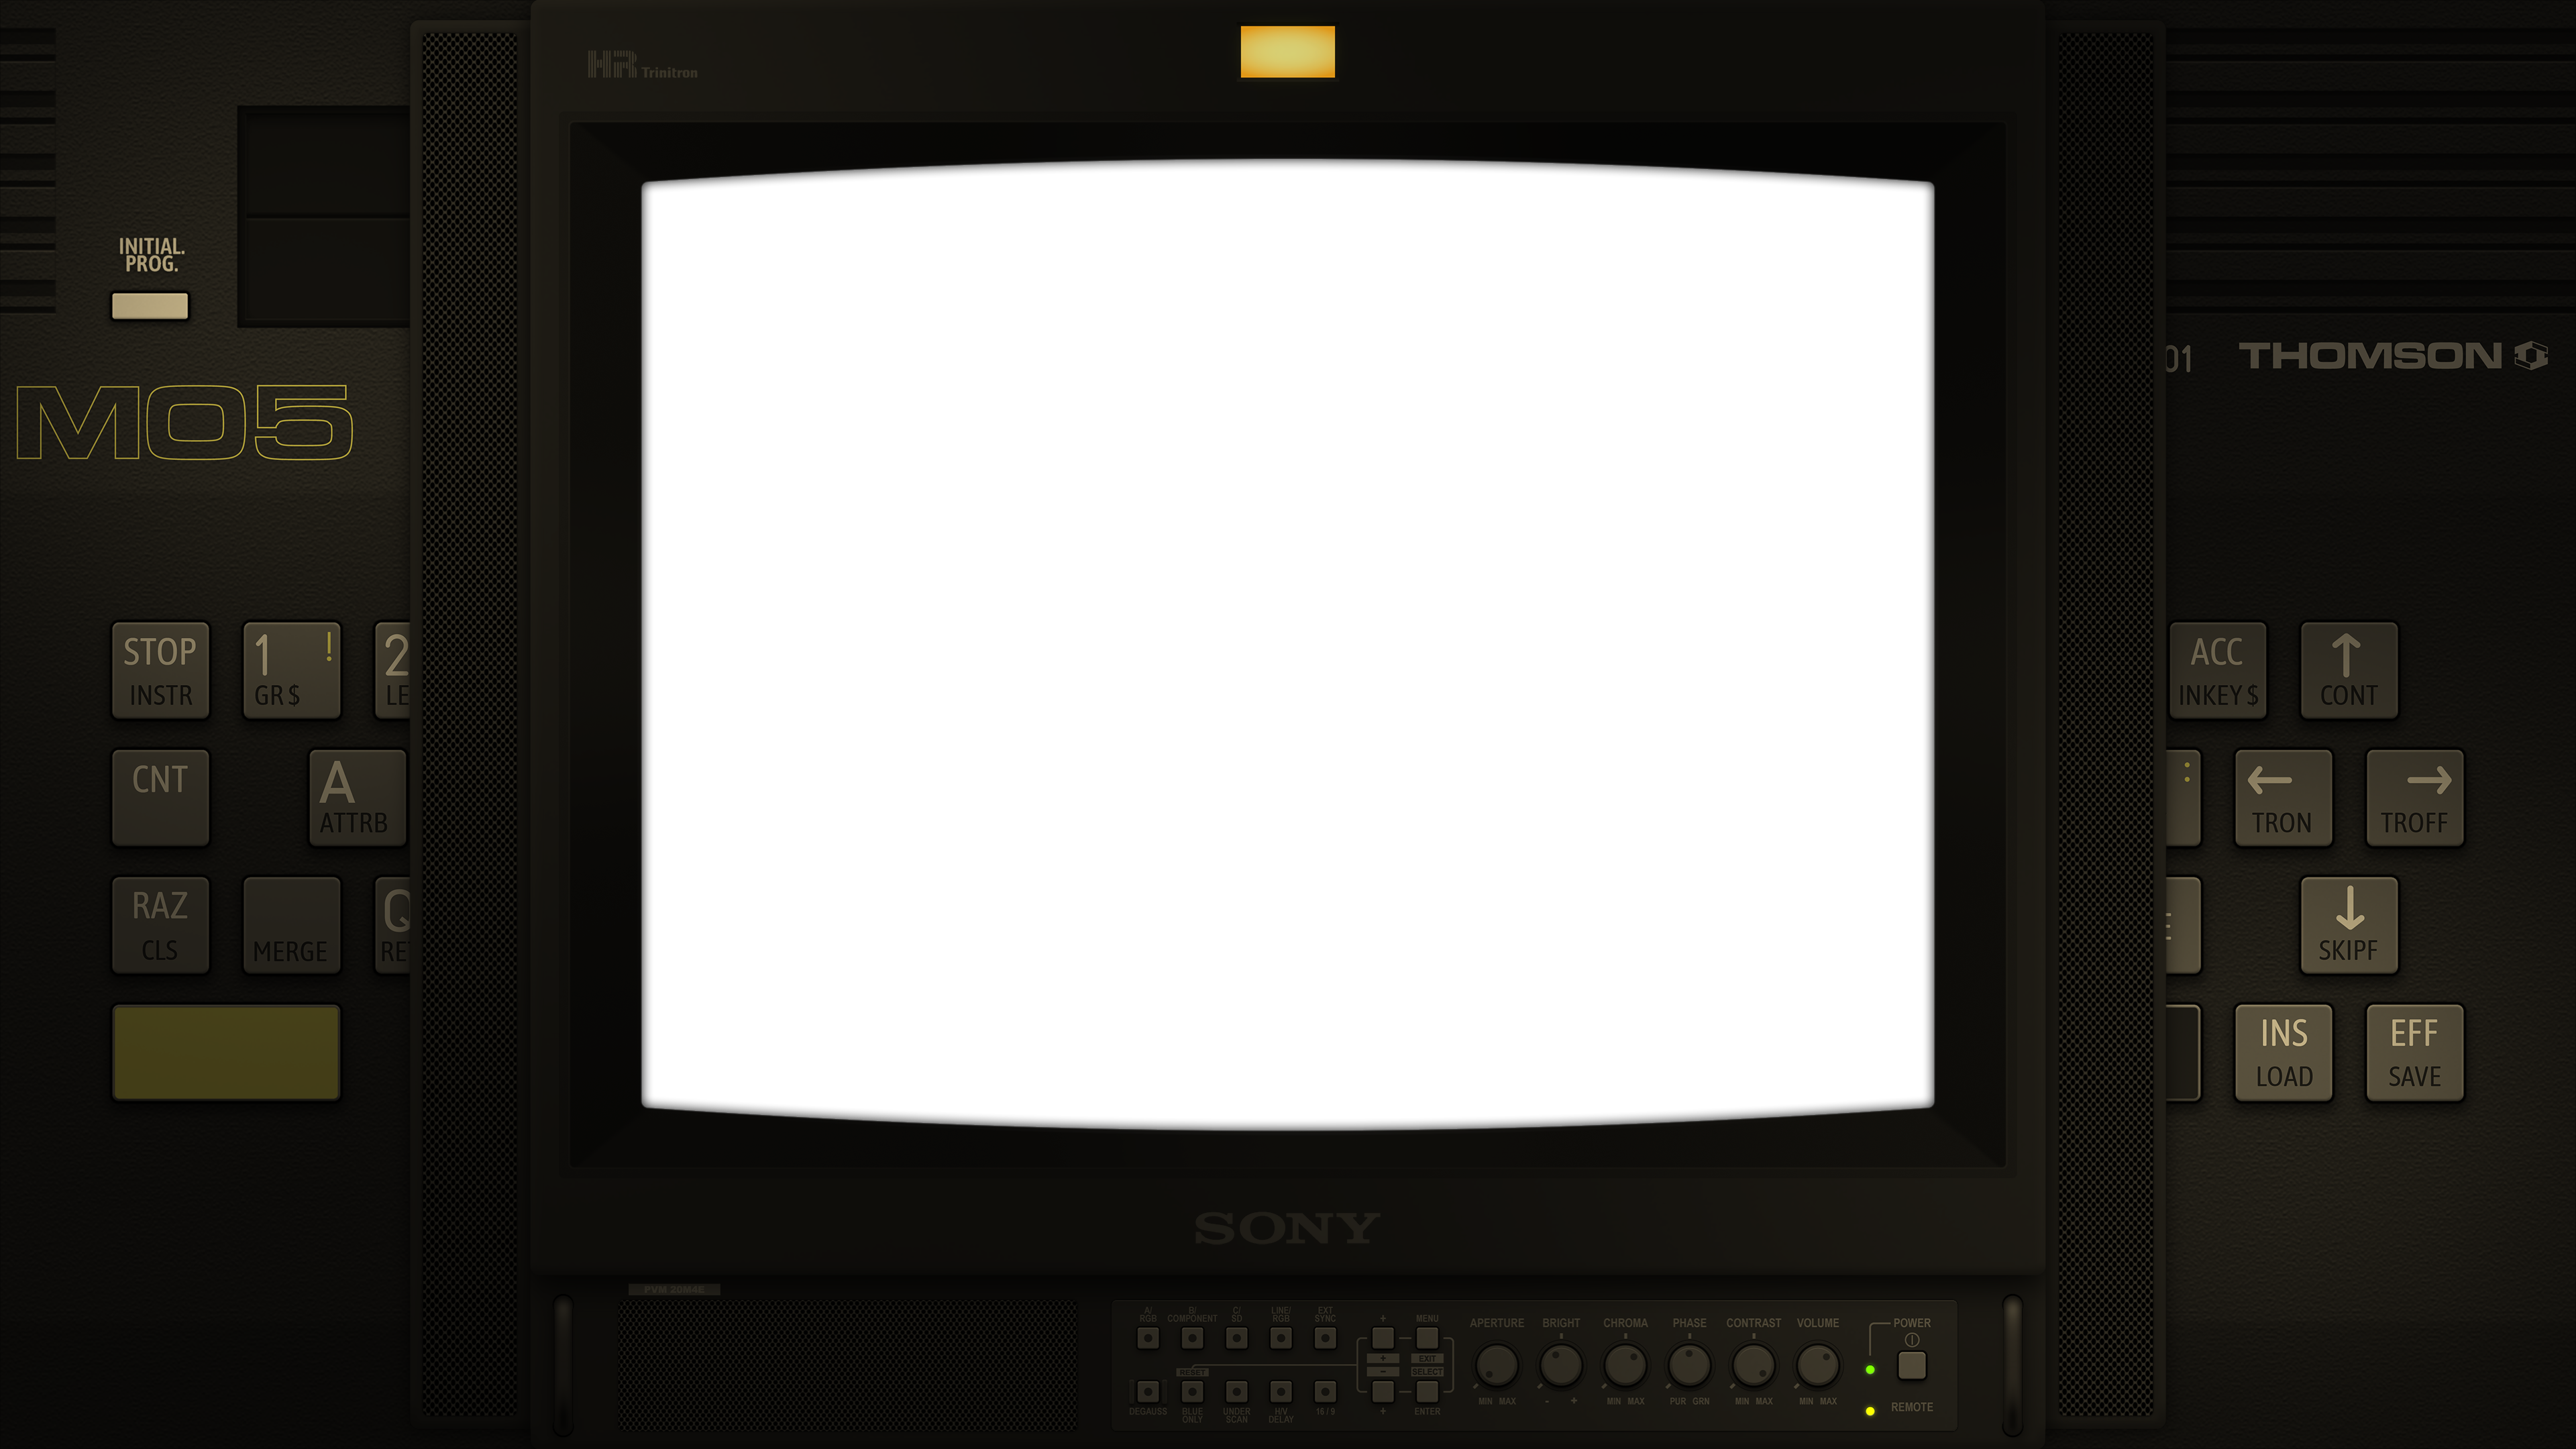 HR Trinitron
INITIAL.
PROG.
MO5
01 THOMSON
STOP
INSTR
1 !
GR $
2
LE
ACC
INKEY $
↑
CONT
CNT
A
ATTRB
:
←
TRON
→
TROFF
RAZ
CLS
MERGE
Q
RE
E
↓
SKIPF
INS
LOAD
EFF
SAVE
SONY
PVM 20M4E
A/
RGB
B/
COMPONENT
C/
SD
LINE/
RGB
EXT
SYNC
+
MENU
APERTURE
BRIGHT
CHROMA
PHASE
CONTRAST
VOLUME
POWER
+
EXIT
RESET
-
SELECT
DEGAUSS
BLUE
ONLY
UNDER
SCAN
H/V
DELAY
16 / 9
+
ENTER
MIN MAX
- +
MIN MAX
PUR GRN
MIN MAX
MIN MAX
REMOTE